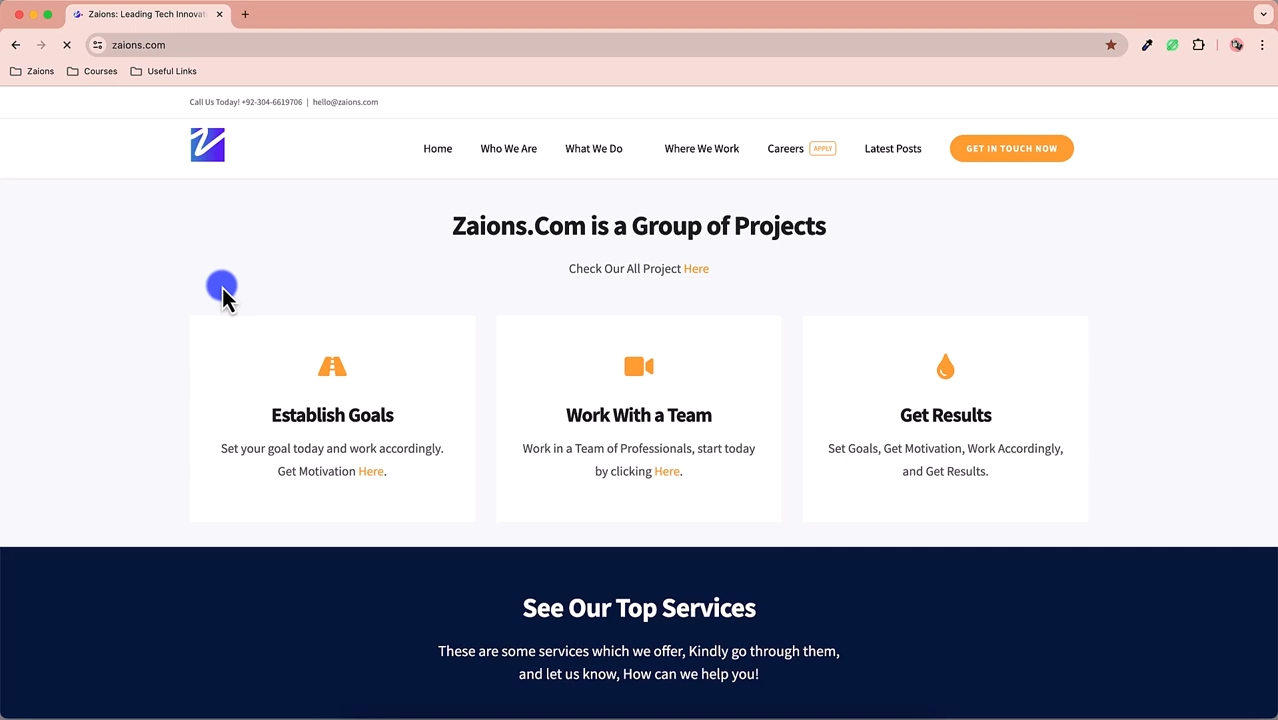 Zaions: Leading Tech Innovat
zaions.com
Zaions Courses Useful Links
Call Us Today! +92-304-6619706 | hello@zaions.com
Home Who We Are What We Do Where We Work Careers APPLY Latest Posts GET IN TOUCH NOW
Zaions.Com is a Group of Projects
Check Our All Project Here
Establish Goals
Set your goal today and work accordingly.
Get Motivation Here.
Work With a Team
Work in a Team of Professionals, start today
by clicking Here.
Get Results
Set Goals, Get Motivation, Work Accordingly,
and Get Results.
See Our Top Services
These are some services which we offer, Kindly go through them,
and let us know, How can we help you!